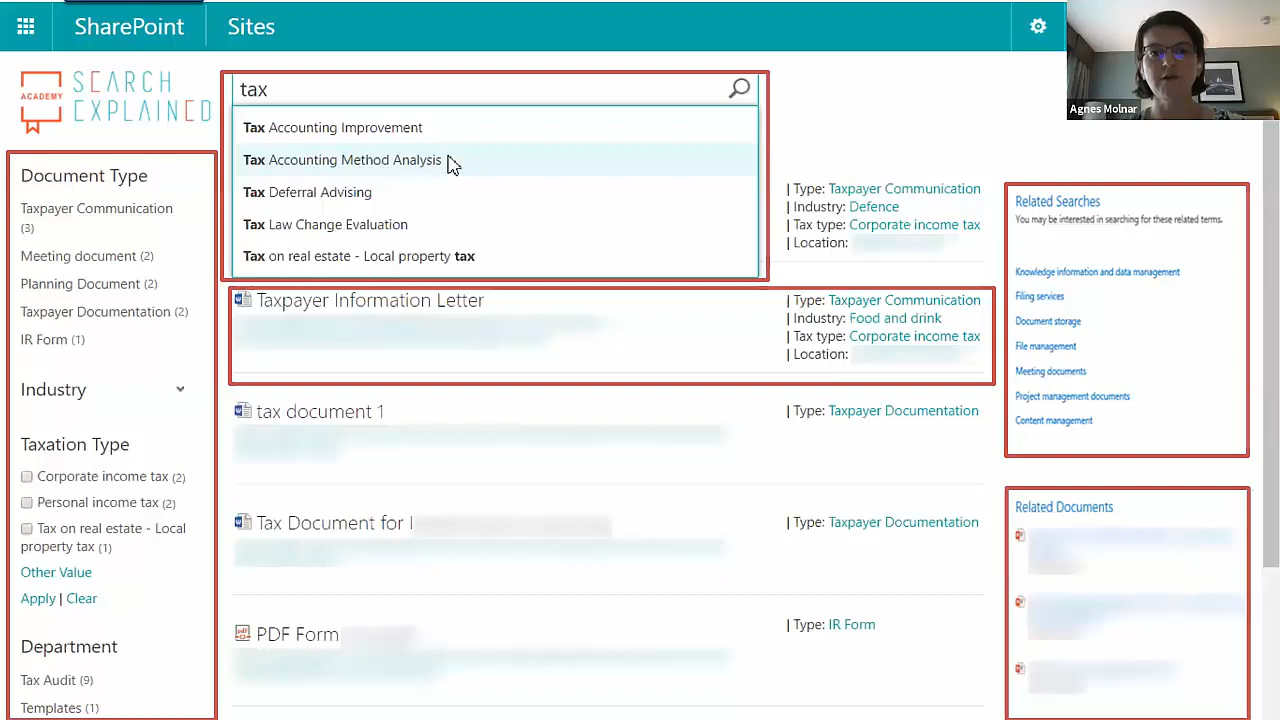 SharePoint
Sites
Agnes Molnar
ACADEMY
SEARCH
EXPLAINED
tax
Tax Accounting Improvement
Tax Accounting Method Analysis
Tax Deferral Advising
Tax Law Change Evaluation
Tax on real estate - Local property tax
Document Type
Taxpayer Communication
(3)
Meeting document (2)
Planning Document (2)
Taxpayer Documentation (2)
IR Form (1)
Industry
Taxation Type
Corporate income tax (2)
Personal income tax (2)
Tax on real estate - Local
property tax (1)
Other Value
Apply | Clear
Department
Tax Audit (9)
Templates (1)
| Type: Taxpayer Communication
| Industry: Defence
| Tax type: Corporate income tax
| Location:
Taxpayer Information Letter
| Type: Taxpayer Communication
| Industry: Food and drink
| Tax type: Corporate income tax
| Location:
tax document 1
| Type: Taxpayer Documentation
Tax Document for I
| Type: Taxpayer Documentation
PDF Form
| Type: IR Form
Related Searches
You may be interested in searching for these related terms.
Knowledge information and data management
Filing services
Document storage
File management
Meeting documents
Project management documents
Content management
Related Documents